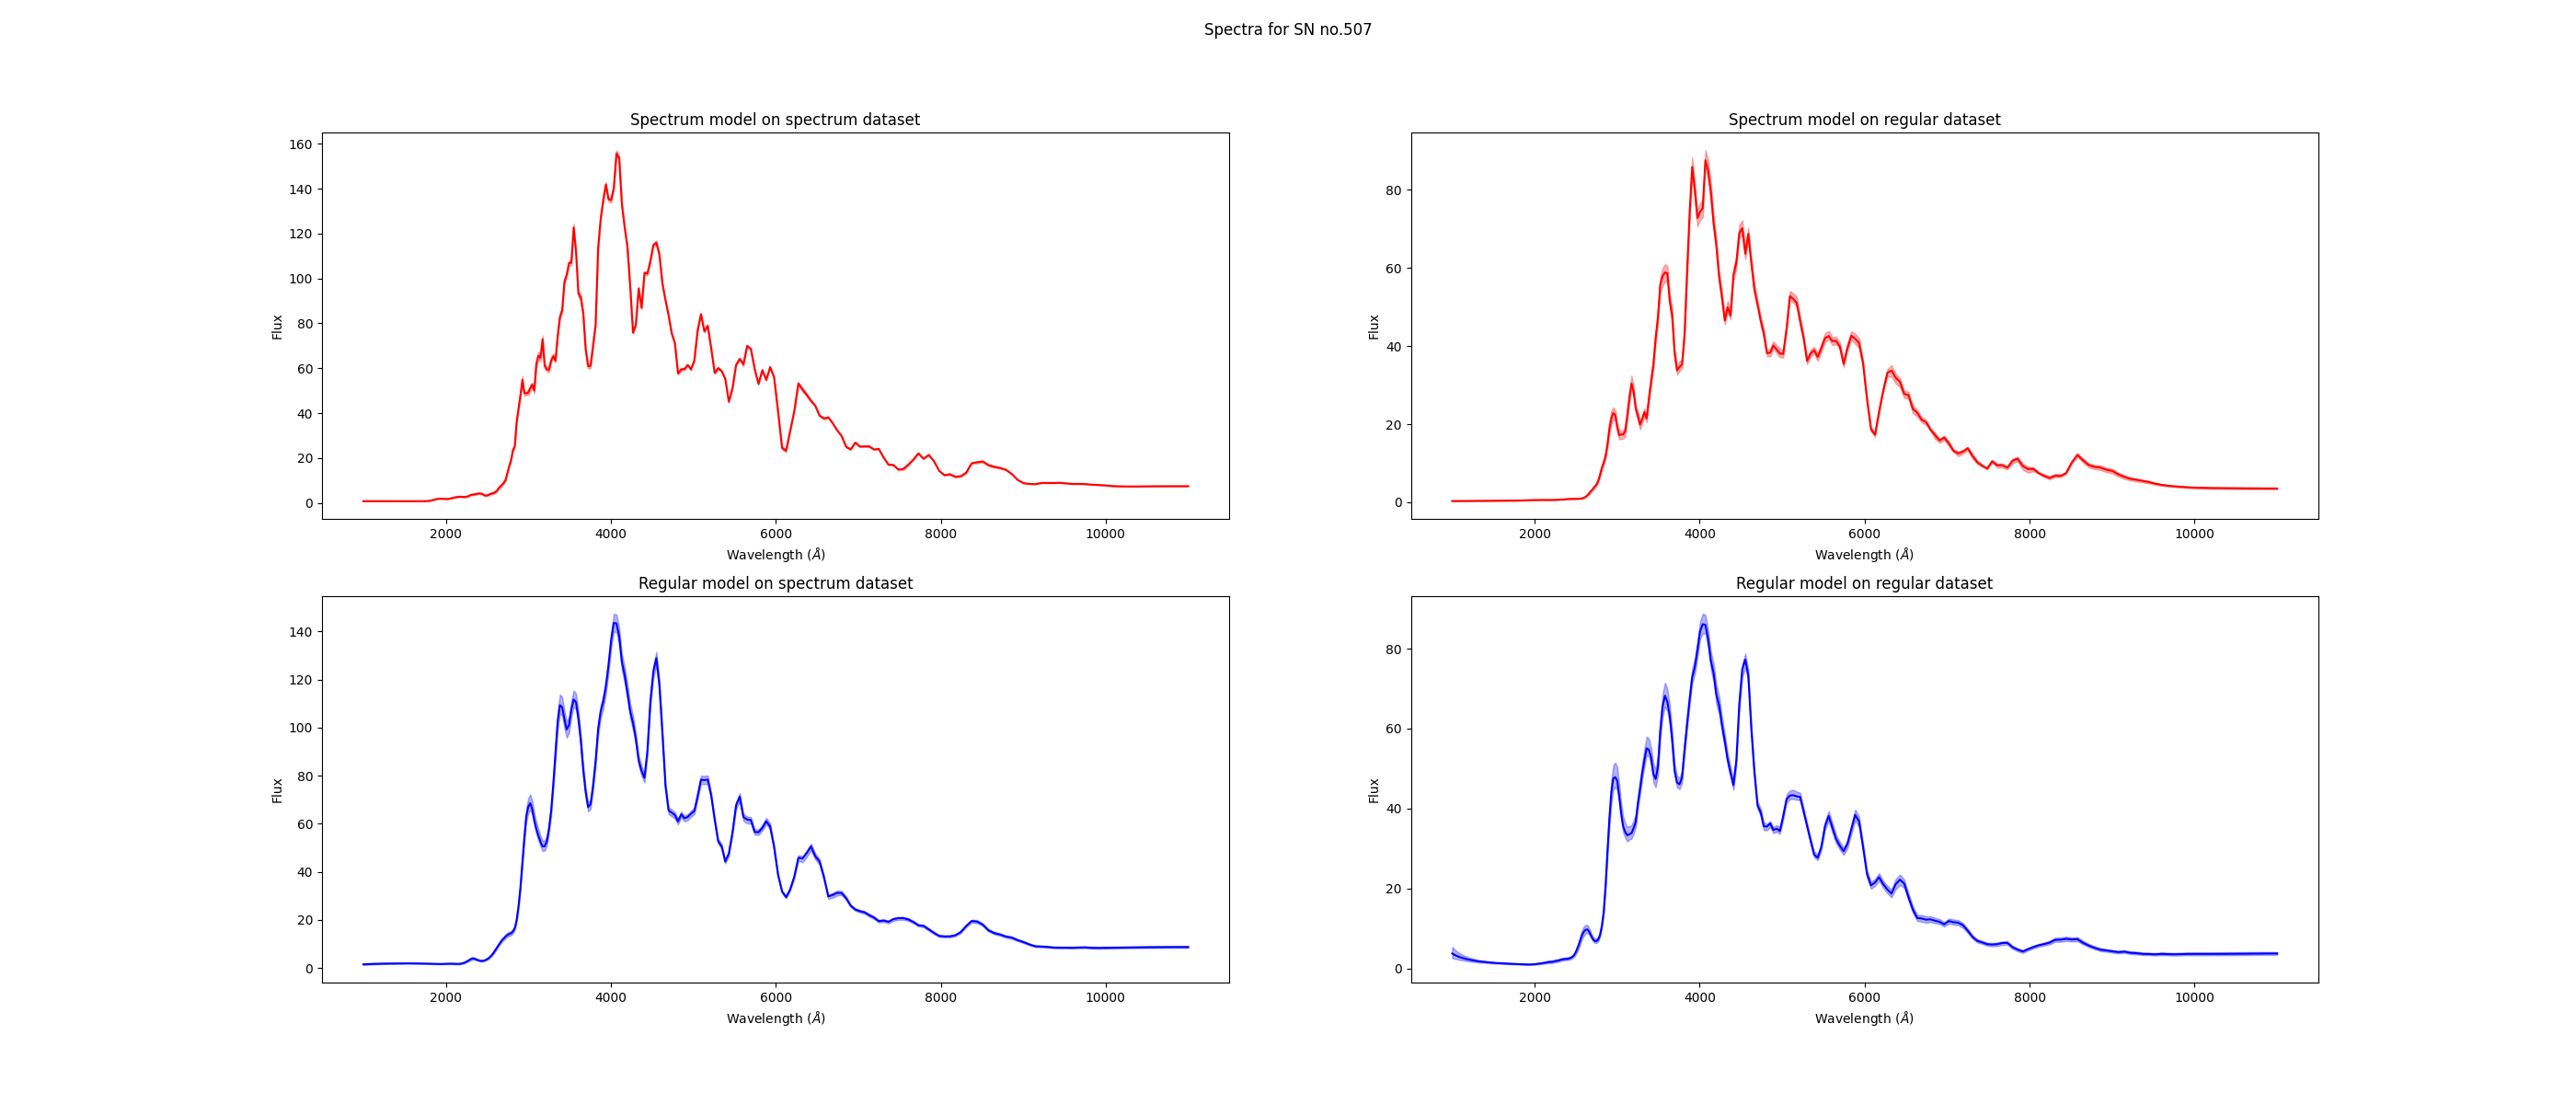 Spectra for SN no.507
Spectrum model on spectrum dataset
160
140
120
100
80
60
40
20
0
Flux
2000 4000 6000 8000 10000
Wavelength (Å)
Spectrum model on regular dataset
80
60
40
20
0
Flux
2000 4000 6000 8000 10000
Wavelength (Å)
Regular model on spectrum dataset
140
120
100
80
60
40
20
0
Flux
2000 4000 6000 8000 10000
Wavelength (Å)
Regular model on regular dataset
80
60
40
20
0
Flux
2000 4000 6000 8000 10000
Wavelength (Å)